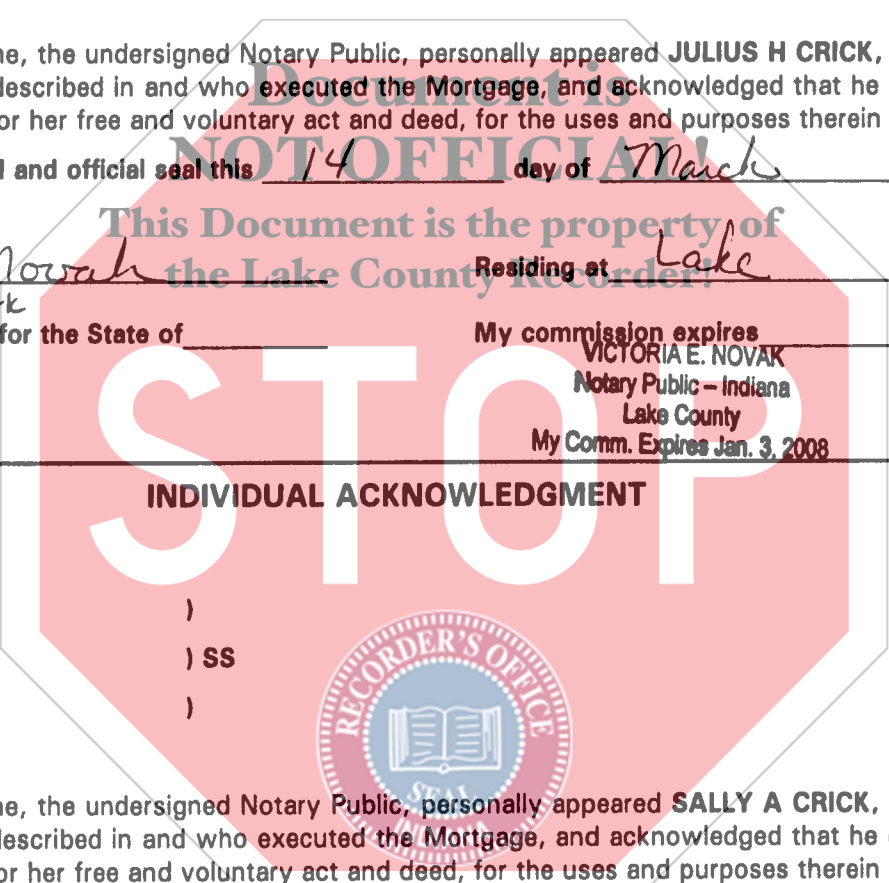 ne, the undersigned Notary Public, personally appeared JULIUS H CRICK,
described in and who executed the Mortgage, and acknowledged that he
or her free and voluntary act and deed, for the uses and purposes therein
Document is
NOT OFFICIAL!
This Document is the property of
the Lake County Recorder!
and official seal this 14 day of March
Novak Residing at Lake
for the State of My commission expires
VICTORIA E. NOVAK
Notary Public – Indiana
Lake County
My Comm. Expires Jan. 3, 2008
STOP
INDIVIDUAL ACKNOWLEDGMENT
)
) SS
)
RECORDER'S OFFICE
SEAL
ne, the undersigned Notary Public, personally appeared SALLY A CRICK,
described in and who executed the Mortgage, and acknowledged that he
or her free and voluntary act and deed, for the uses and purposes therein